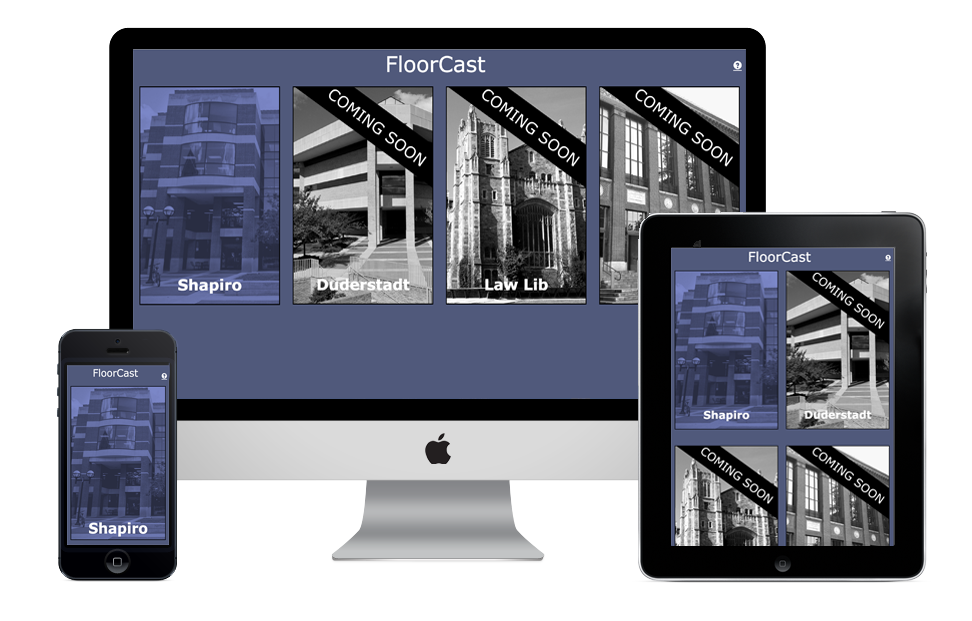 FloorCast
COMING SOON
COMING SOON
COMING SOON
Shapiro
Duderstadt
Law Lib
FloorCast
COMING SOON
Shapiro
Duderstadt
COMING SOON
COMING SOON
FloorCast
Shapiro